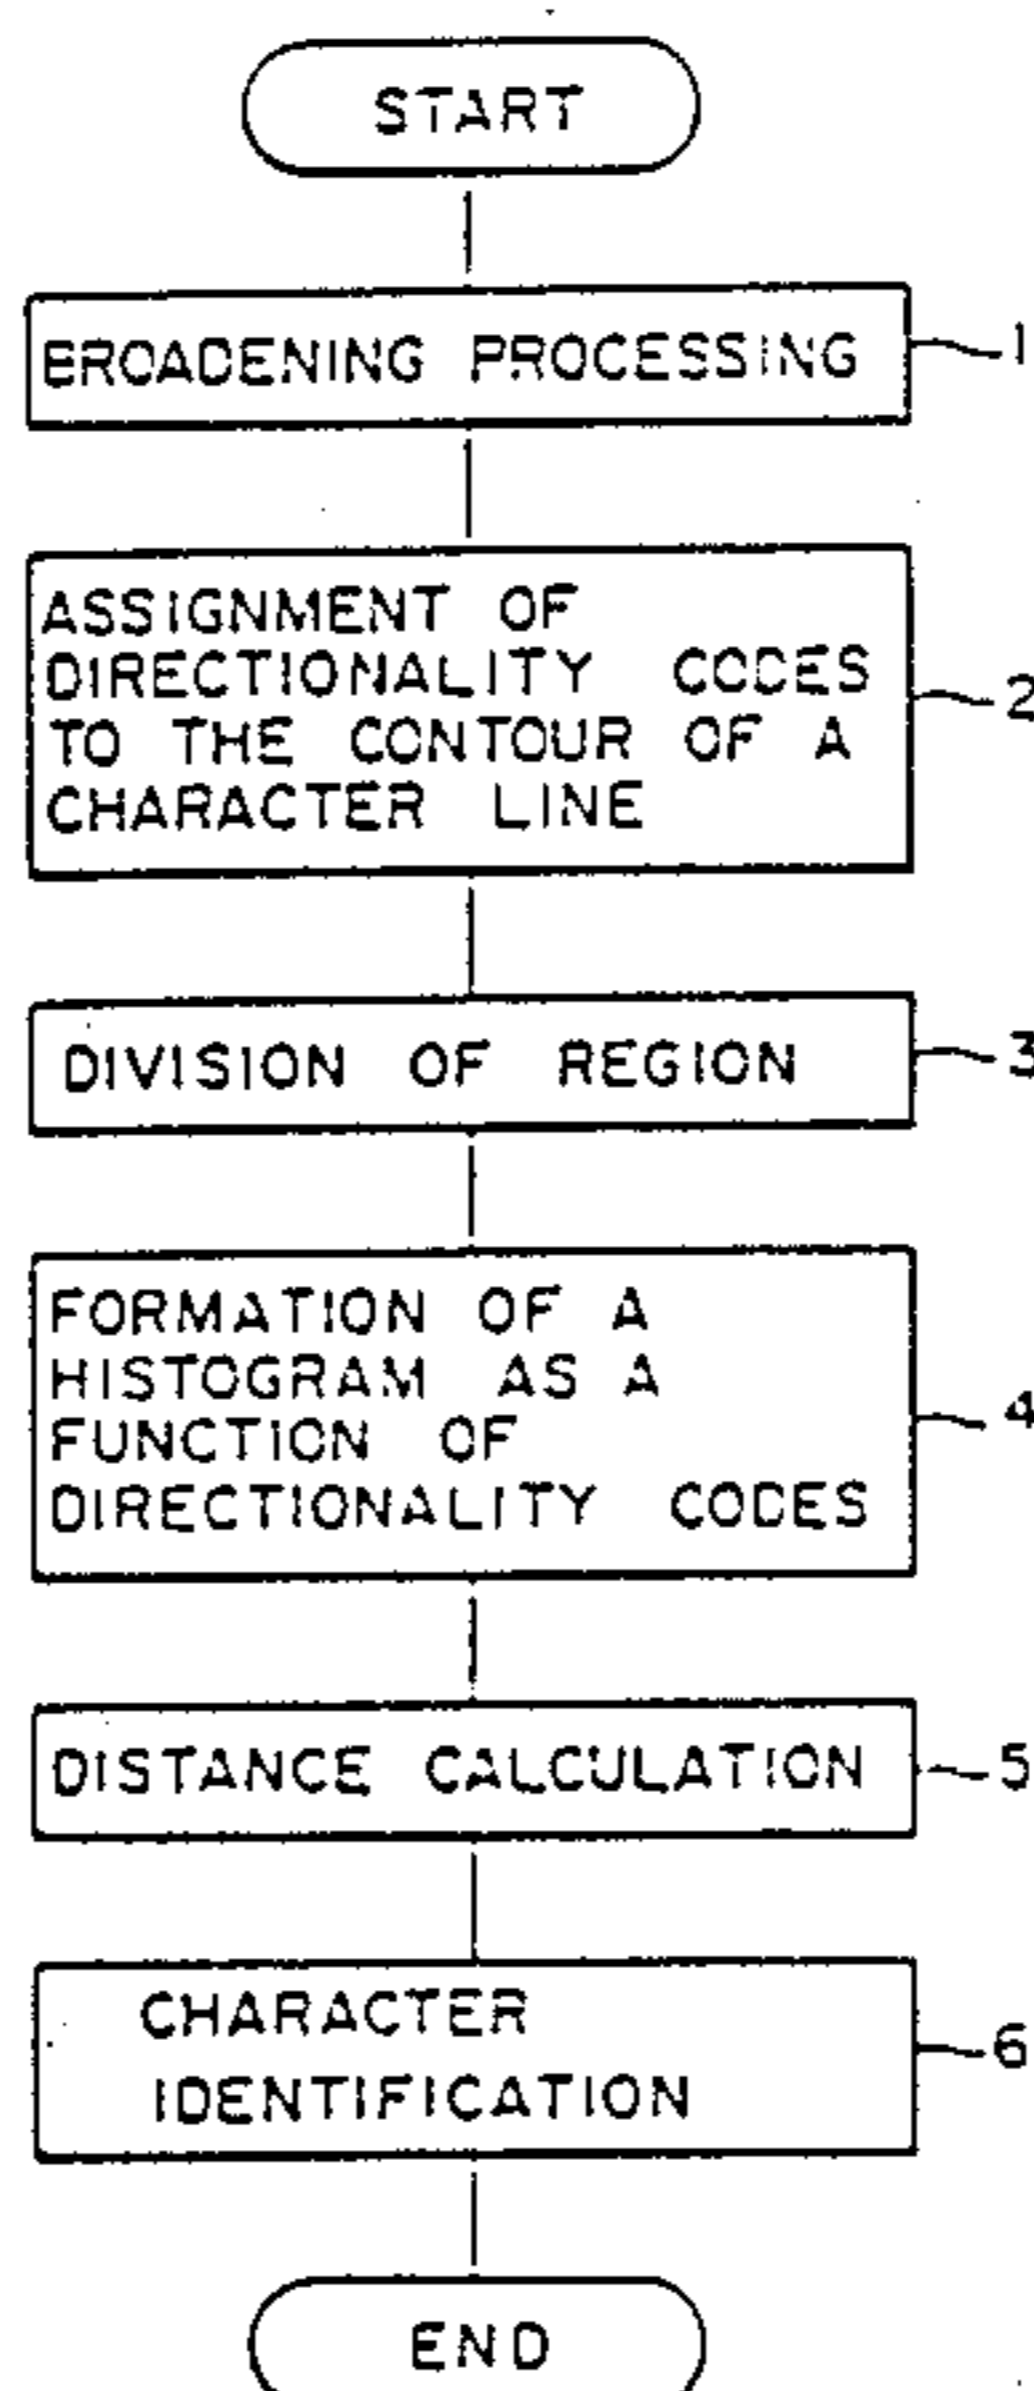 START
BROADENING PROCESSING
1
ASSIGNMENT OF
DIRECTIONALITY CODES
TO THE CONTOUR OF A
CHARACTER LINE
2
DIVISION OF REGION
3
FORMATION OF A
HISTOGRAM AS A
FUNCTION OF
DIRECTIONALITY CODES
4
DISTANCE CALCULATION
5
CHARACTER
IDENTIFICATION
6
END